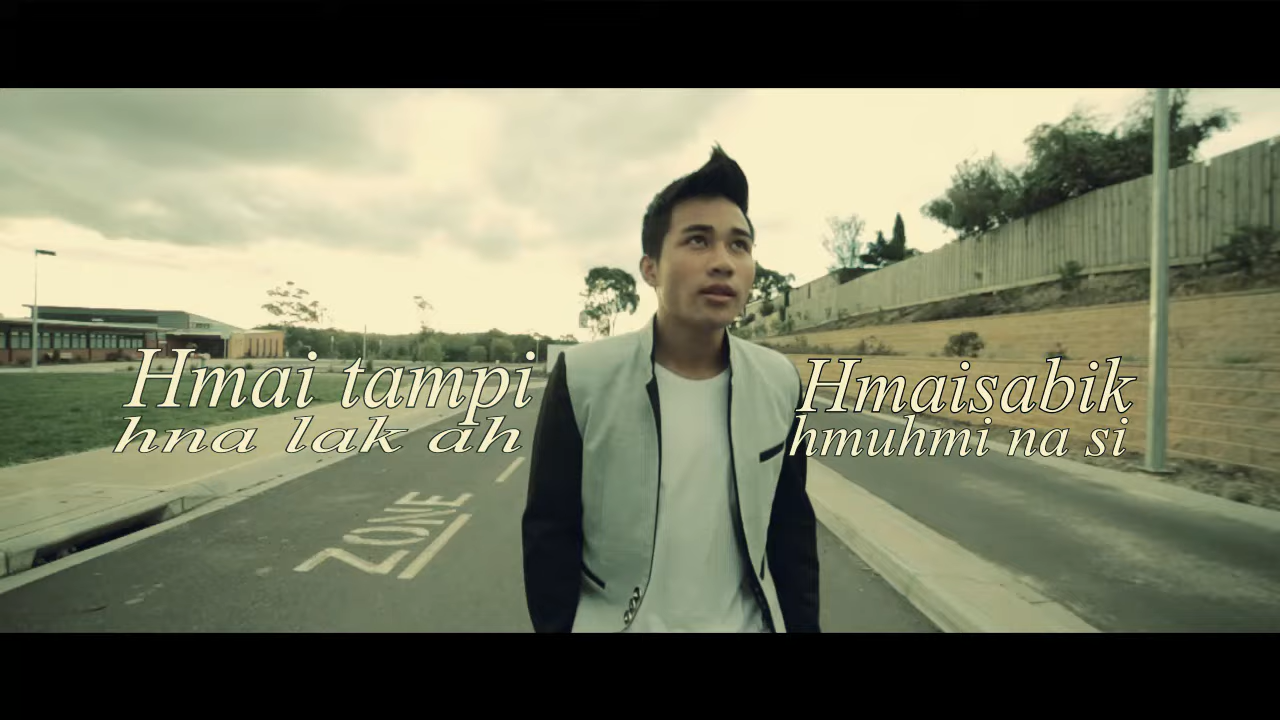 Hmai tampi
hna lak ah
Hmaisabik
hmuhmi na si
ZONE